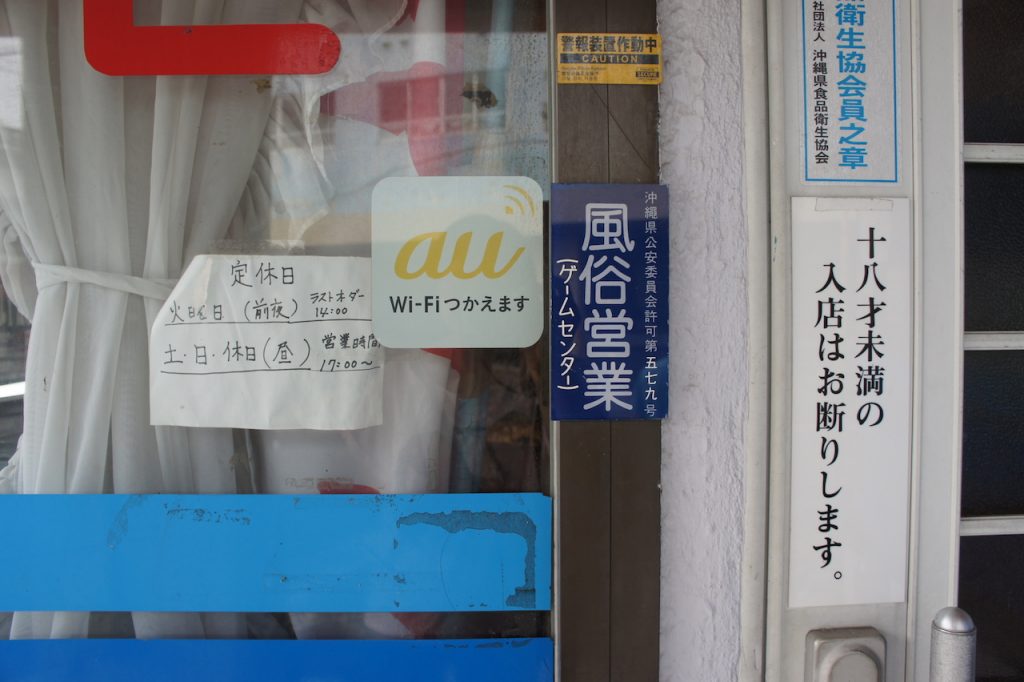 定休日
火曜日 (前夜) ラストオーダー 14:00
土・日・休日(昼) 営業時間 17:00〜
au
Wi-Fiつかえます
警報装置作動中
CAUTION
SECURE
沖縄県公安委員会許可第五七九号
風俗営業
(ゲームセンター)
衛生協会員之章
社団法人 沖縄県食品衛生協会
十八才未満の
入店はお断りします。